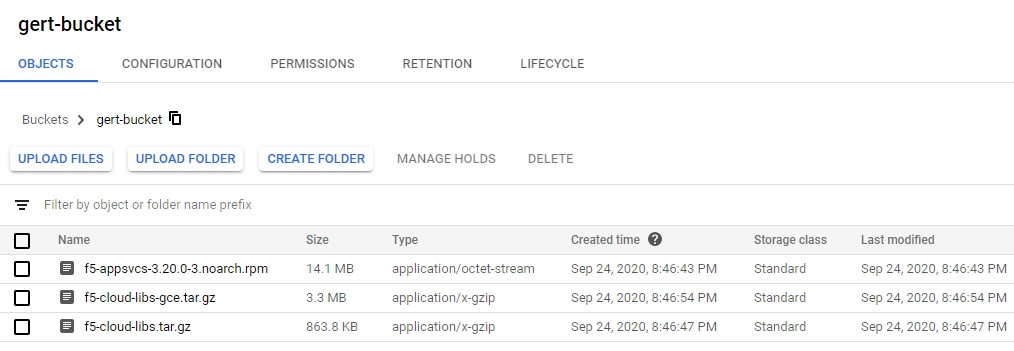 gert-bucket
OBJECTS CONFIGURATION PERMISSIONS RETENTION LIFECYCLE
Buckets gert-bucket
UPLOAD FILES UPLOAD FOLDER CREATE FOLDER MANAGE HOLDS DELETE
Filter by object or folder name prefix
Name Size Type Created time ? Storage class Last modified
f5-appsvcs-3.20.0-3.noarch.rpm 14.1 MB application/octet-stream Sep 24, 2020, 8:46:43 PM Standard Sep 24, 2020, 8:46:43 PM
f5-cloud-libs-gce.tar.gz 3.3 MB application/x-gzip Sep 24, 2020, 8:46:54 PM Standard Sep 24, 2020, 8:46:54 PM
f5-cloud-libs.tar.gz 863.8 KB application/x-gzip Sep 24, 2020, 8:46:47 PM Standard Sep 24, 2020, 8:46:47 PM